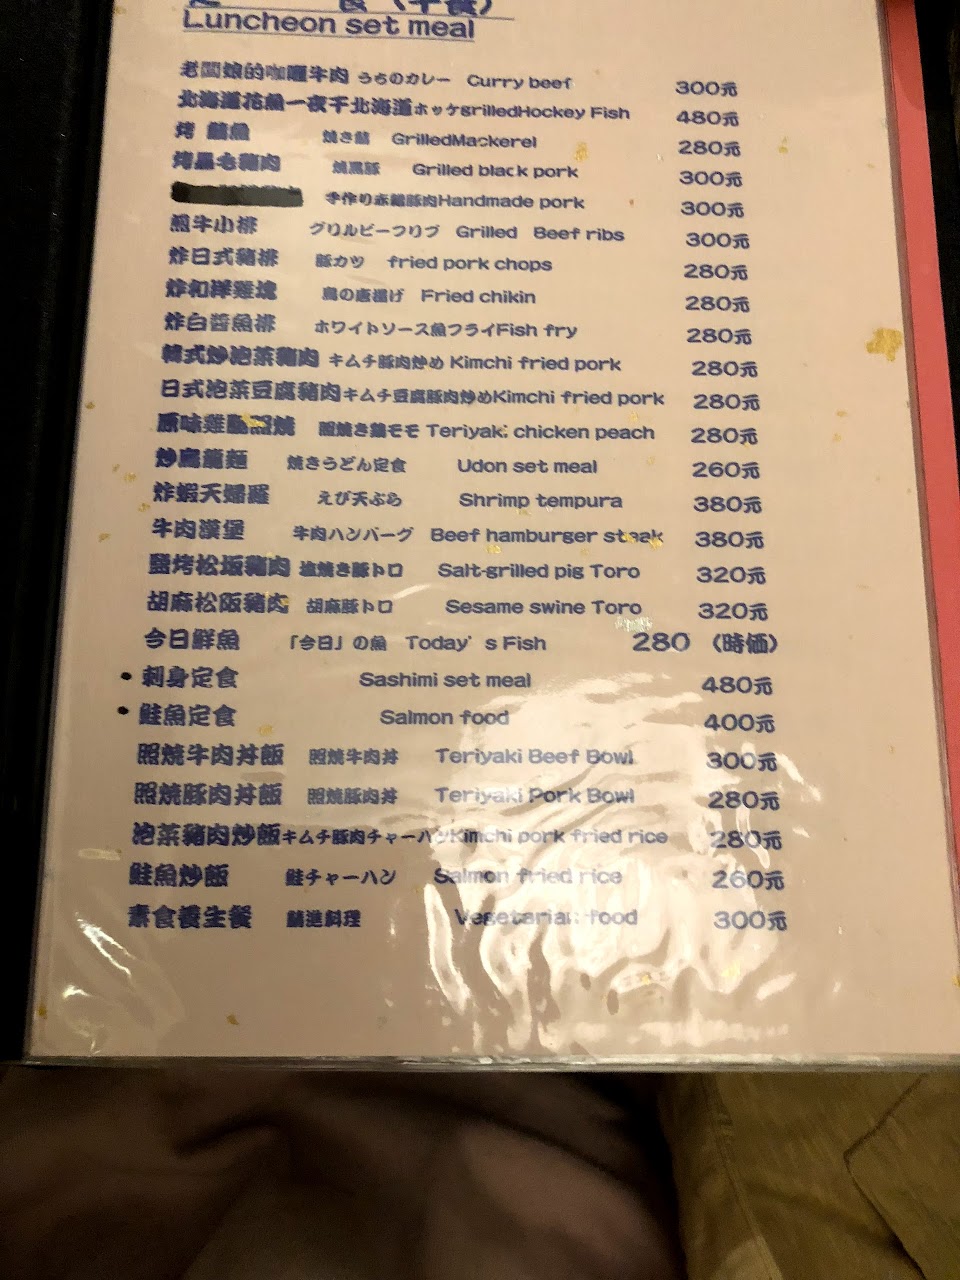 食（午餐）
Luncheon set meal
老闆娘的咖喱牛肉 うちのカレー Curry beef 300元
北海道花魚一夜干北海道ホッケgrilledHockey Fish 480元
烤 鯖魚 焼き鯖 GrilledMackerel 280元
烤黑毛豬肉 焼黒豚 Grilled black pork 300元
手作り赤麹豚肉Handmade pork 300元
煎牛小排 グリルビーフリブ Grilled Beef ribs 300元
炸日式豬排 豚カツ fried pork chops 280元
炸和洋雞塊 鳥の唐揚げ Fried chikin 280元
炸白醬魚排 ホワイトソース魚フライFish fry 280元
韓式炒泡菜豬肉 キムチ豚肉炒め Kimchi fried pork 280元
日式泡菜豆腐豬肉キムチ豆腐豚肉炒めKimchi fried pork 280元
原味雞腿照燒 照焼き鶏モモ Teriyaki chicken peach 280元
炒烏龍麵 焼きうどん定食 Udon set meal 260元
炸蝦天婦羅 えび天ぷら Shrimp tempura 380元
牛肉漢堡 牛肉ハンバーグ Beef hamburger steak 380元
鹽烤松坂豬肉 塩焼き豚トロ Salt-grilled pig Toro 320元
胡麻松阪豬肉 胡麻豚トロ Sesame swine Toro 320元
今日鮮魚 「今日」の魚 Today's Fish 280 （時価）
刺身定食 Sashimi set meal 480元
鮭魚定食 Salmon food 400元
照燒牛肉丼飯 照焼牛肉丼 Teriyaki Beef Bowl 300元
照燒豚肉丼飯 照焼豚肉丼 Teriyaki Pork Bowl 280元
泡菜豬肉炒飯キムチ豚肉チャーハンKimchi pork fried rice 280元
鮭魚炒飯 鮭チャーハン Salmon fried rice 260元
素食養生餐 精進料理 Vegetarian food 300元